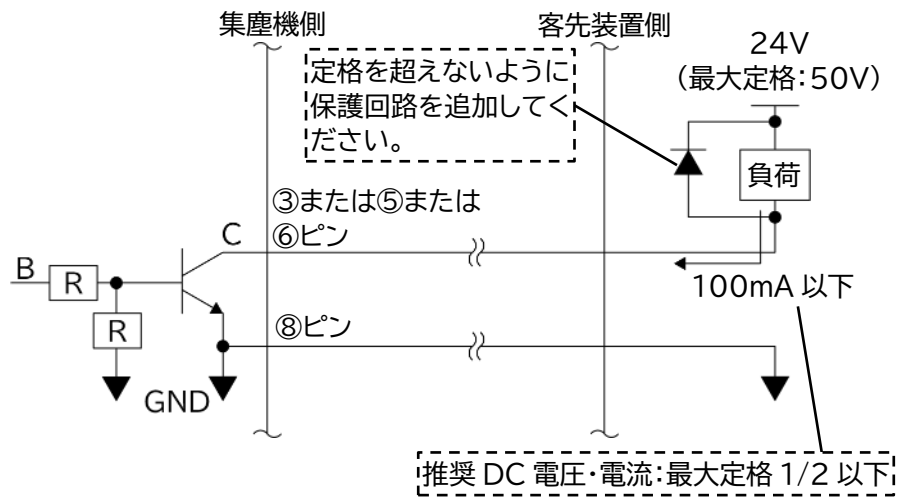 集塵機側
客先装置側
24V
（最大定格：50V）
定格を超えないように
保護回路を追加してく
ださい。
負荷
③または⑤または
⑥ピン
C
B
R
R
100mA 以下
⑧ピン
GND
推奨 DC 電圧・電流：最大定格 1/2 以下